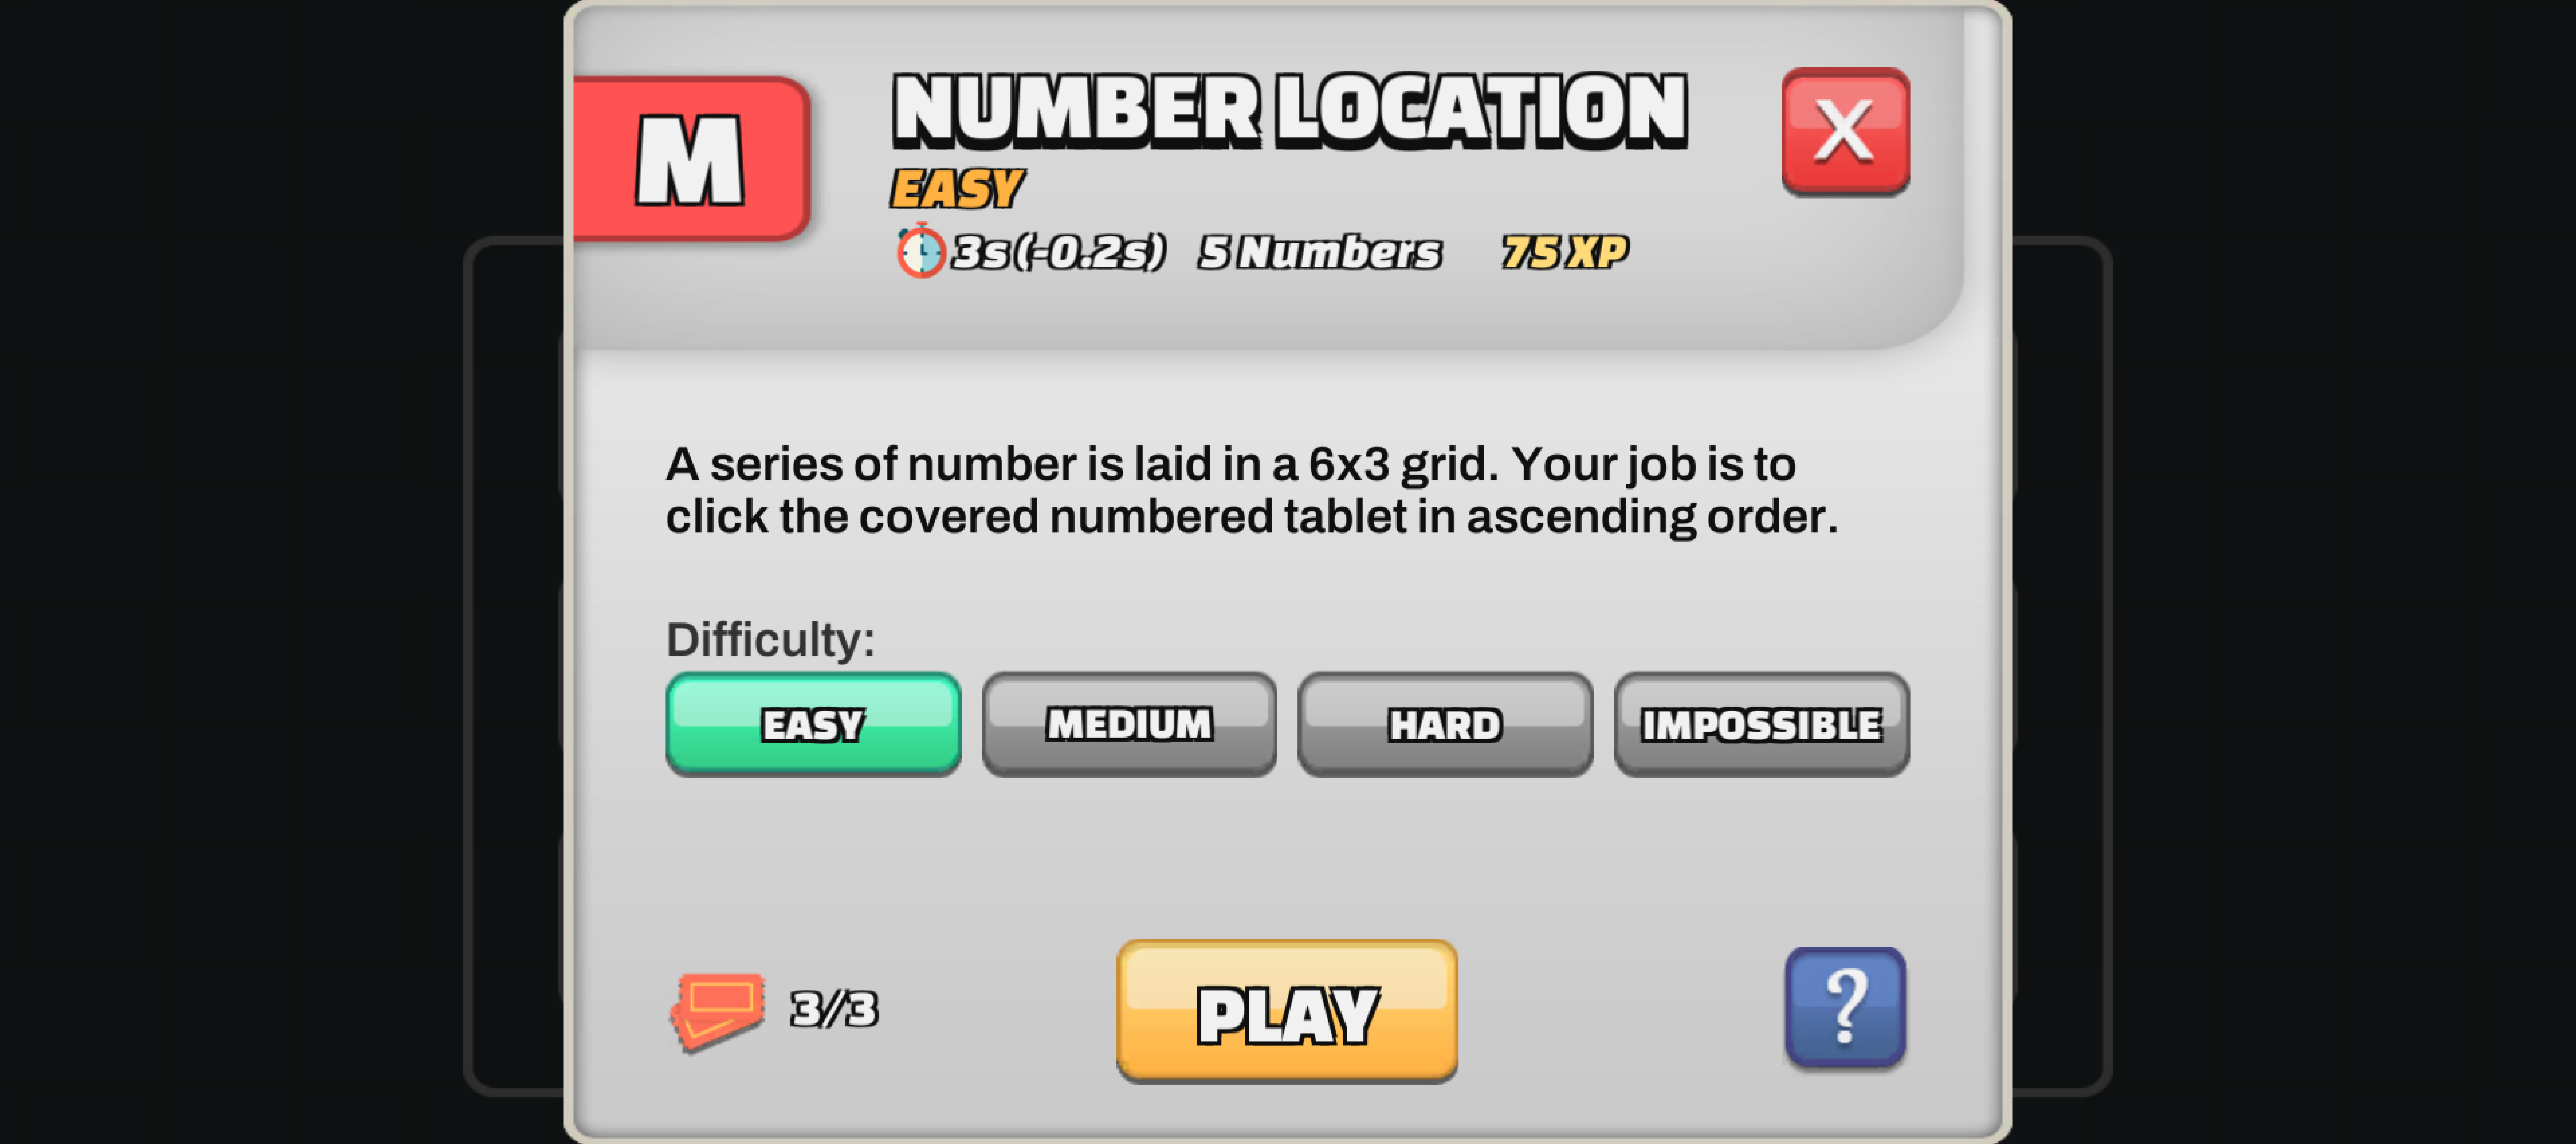 M
NUMBER LOCATION
X
EASY
3s (-0.2s) 5 Numbers 75 XP
A series of number is laid in a 6x3 grid. Your job is to
click the covered numbered tablet in ascending order.
Difficulty:
EASY MEDIUM HARD IMPOSSIBLE
3/3 PLAY ?